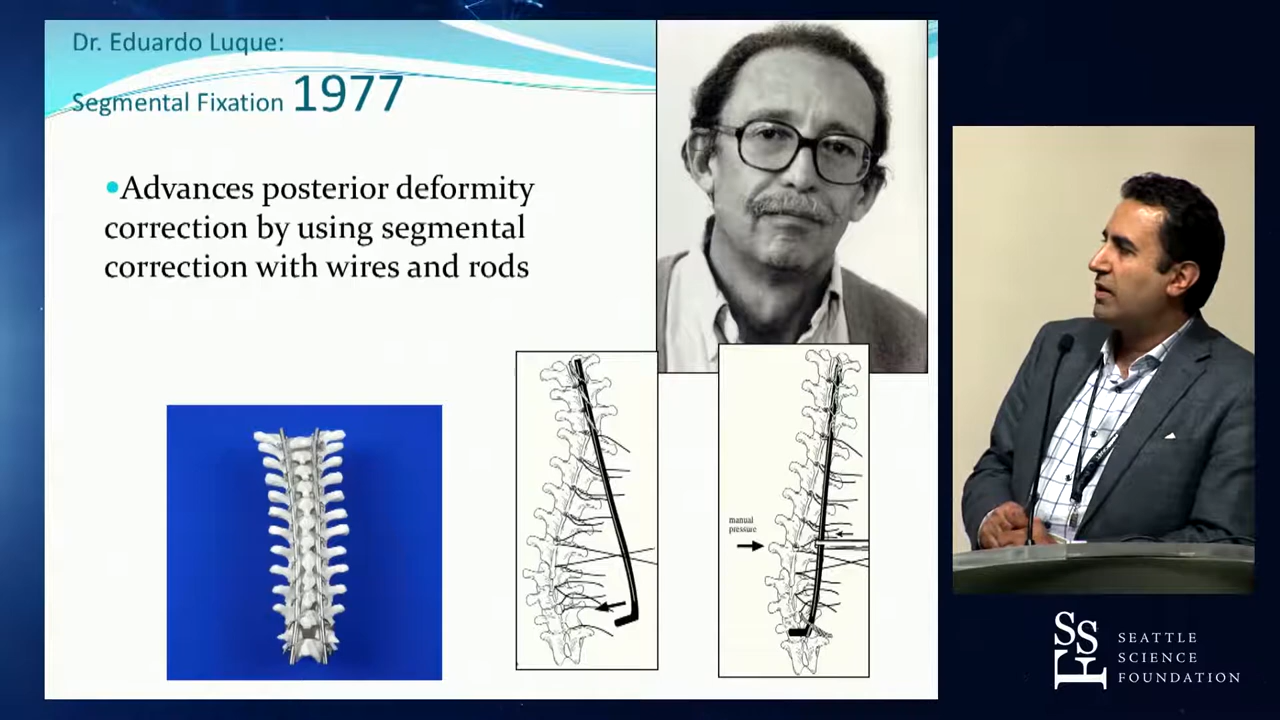 Dr. Eduardo Luque:
Segmental Fixation 1977
•Advances posterior deformity
correction by using segmental
correction with wires and rods
manual
pressure
SSF
SEATTLE
SCIENCE
FOUNDATION